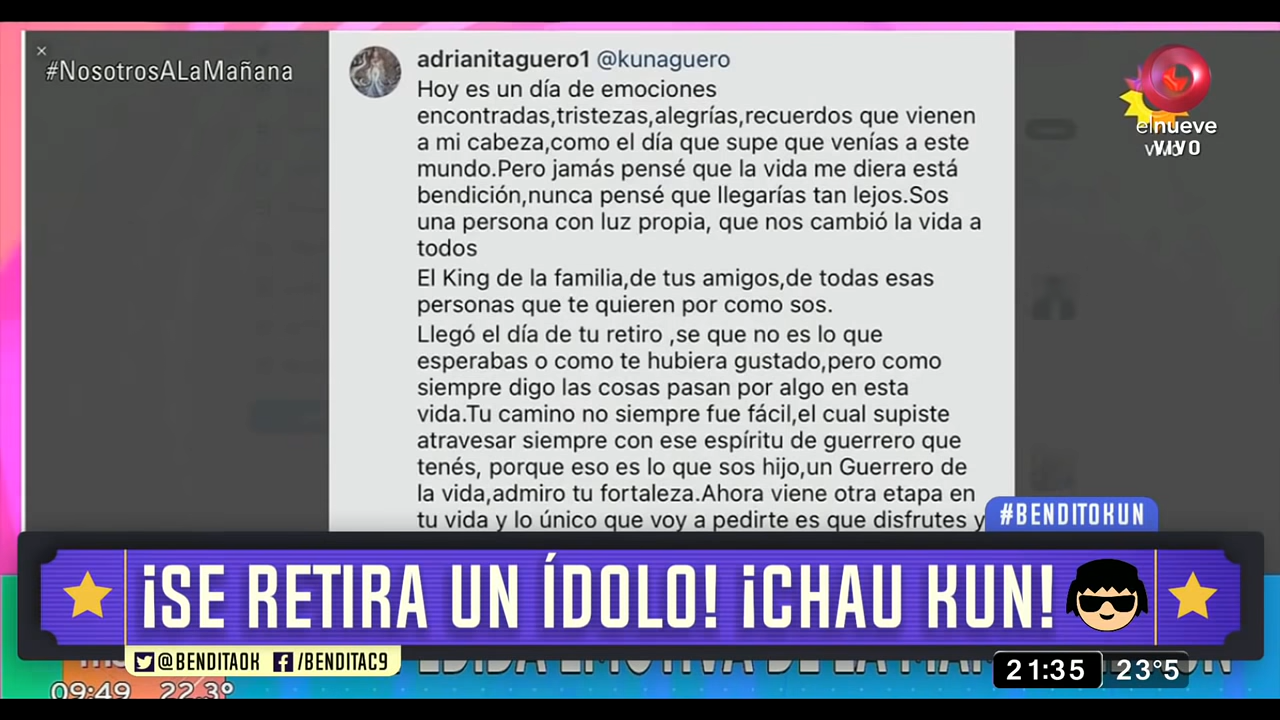 #NosotrosALaMañana
adrianitaguero1 @kunaguero
Hoy es un día de emociones
encontradas,tristezas,alegrías,recuerdos que vienen
a mi cabeza,como el día que supe que venías a este
mundo.Pero jamás pensé que la vida me diera está
bendición,nunca pensé que llegarías tan lejos.Sos
una persona con luz propia, que nos cambió la vida a
todos
El King de la familia,de tus amigos,de todas esas
personas que te quieren por como sos.
Llegó el día de tu retiro ,se que no es lo que
esperabas o como te hubiera gustado,pero como
siempre digo las cosas pasan por algo en esta
vida.Tu camino no siempre fue fácil,el cual supiste
atravesar siempre con ese espíritu de guerrero que
tenés, porque eso es lo que sos hijo,un Guerrero de
la vida,admiro tu fortaleza.Ahora viene otra etapa en
tu vida y lo único que voy a pedirte es que disfrutes y
elnueve
VIVO
#BENDITOKUN
¡SE RETIRA UN ÍDOLO! ¡CHAU KUN!
@BENDITAOK /BENDITAC9
EMOTIVA DE LA
09:49 22.3°
21:35 23°5